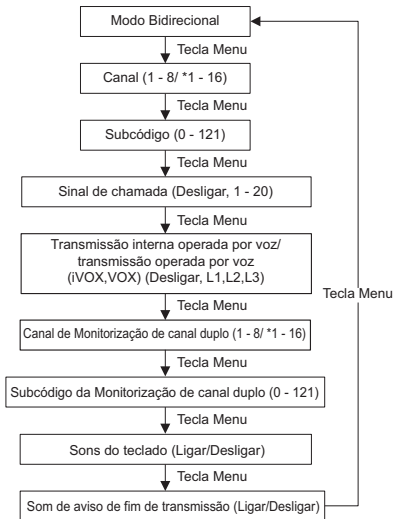 Modo Bidirecional
Tecla Menu
Canal (1 - 8/ *1 - 16)
Tecla Menu
Subcódigo (0 - 121)
Tecla Menu
Sinal de chamada (Desligar, 1 - 20)
Tecla Menu
Transmissão interna operada por voz/
transmissão operada por voz
(iVOX,VOX) (Desligar, L1,L2,L3)
Tecla Menu
Tecla Menu
Canal de Monitorização de canal duplo (1 - 8/ *1 - 16)
Tecla Menu
Subcódigo da Monitorização de canal duplo (0 - 121)
Tecla Menu
Sons do teclado (Ligar/Desligar)
Tecla Menu
Som de aviso de fim de transmissão (Ligar/Desligar)